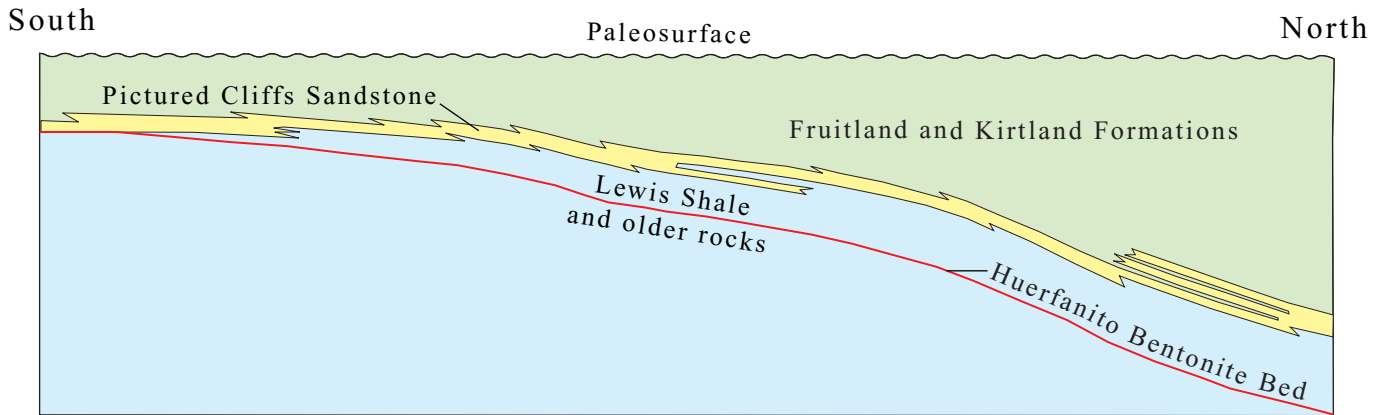 South
North
Paleosurface
Pictured Cliffs Sandstone
Fruitland and Kirtland Formations
Lewis Shale
and older rocks
Huerfanito Bentonite Bed